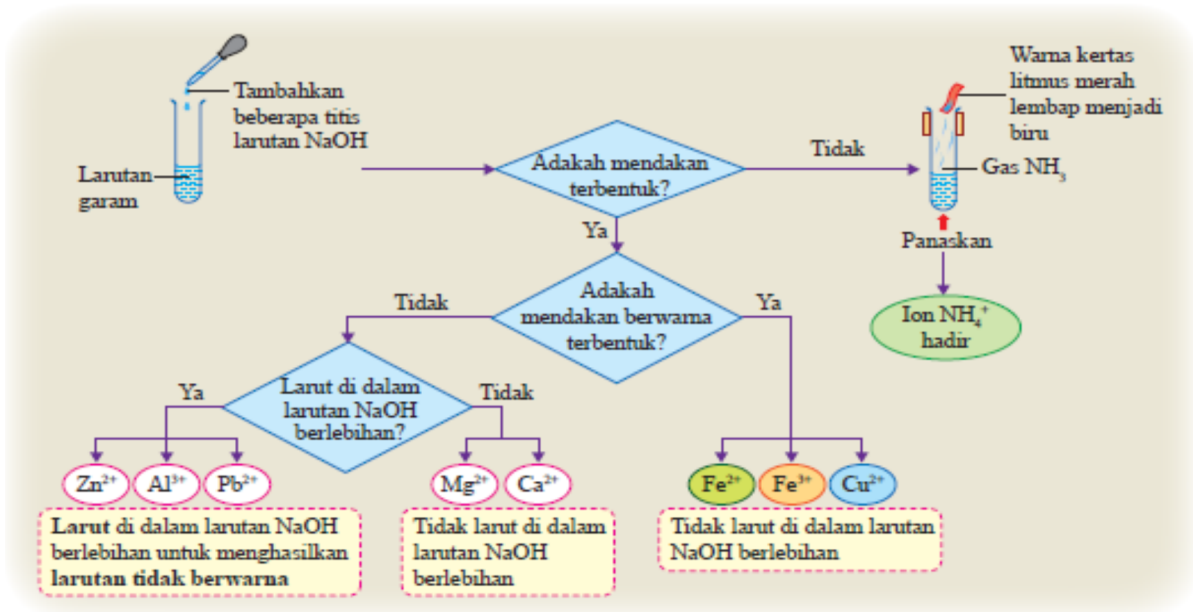 Tambahkan
beberapa titis
larutan NaOH
Larutan
garam
Adakah mendakan
terbentuk?
Tidak
Warna kertas
litmus merah
lembap menjadi
biru
Gas NH₃
Panaskan
Ion NH₄⁺
hadir
Ya
Adakah
mendakan berwarna
terbentuk?
Tidak
Ya
Larut di dalam
larutan NaOH
berlebihan?
Ya
Tidak
Zn²⁺
Al³⁺
Pb²⁺
Mg²⁺
Ca²⁺
Fe²⁺
Fe³⁺
Cu²⁺
Larut di dalam larutan NaOH
berlebihan untuk menghasilkan
larutan tidak berwarna
Tidak larut di dalam
larutan NaOH
berlebihan
Tidak larut di dalam larutan
NaOH berlebihan